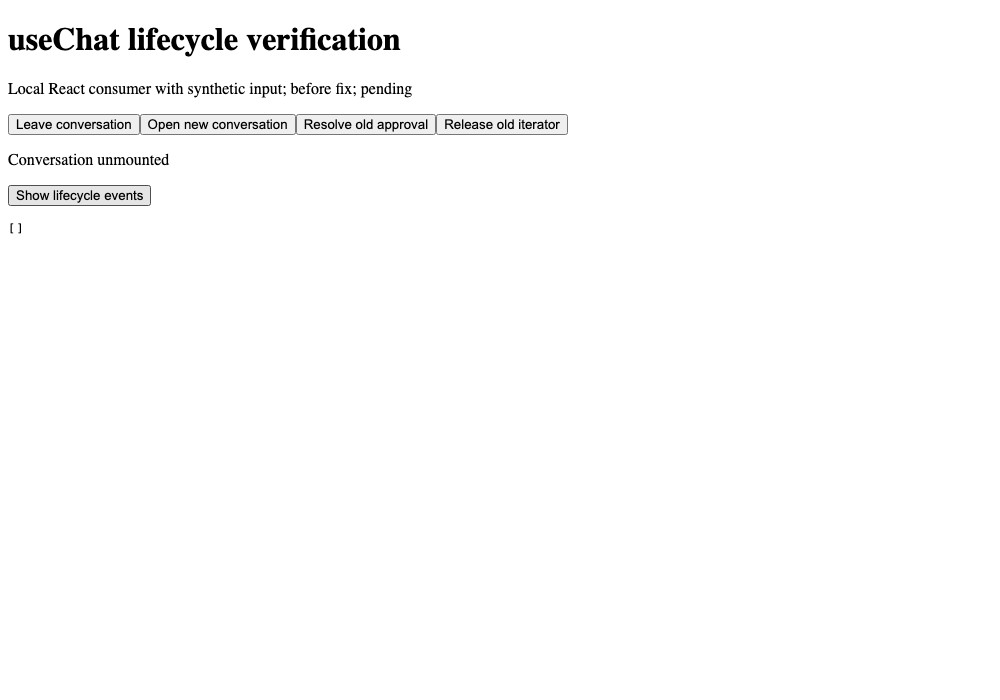 useChat lifecycle verification
Local React consumer with synthetic input; before fix; pending
Leave conversation Open new conversation Resolve old approval Release old iterator
Conversation unmounted
Show lifecycle events
[]